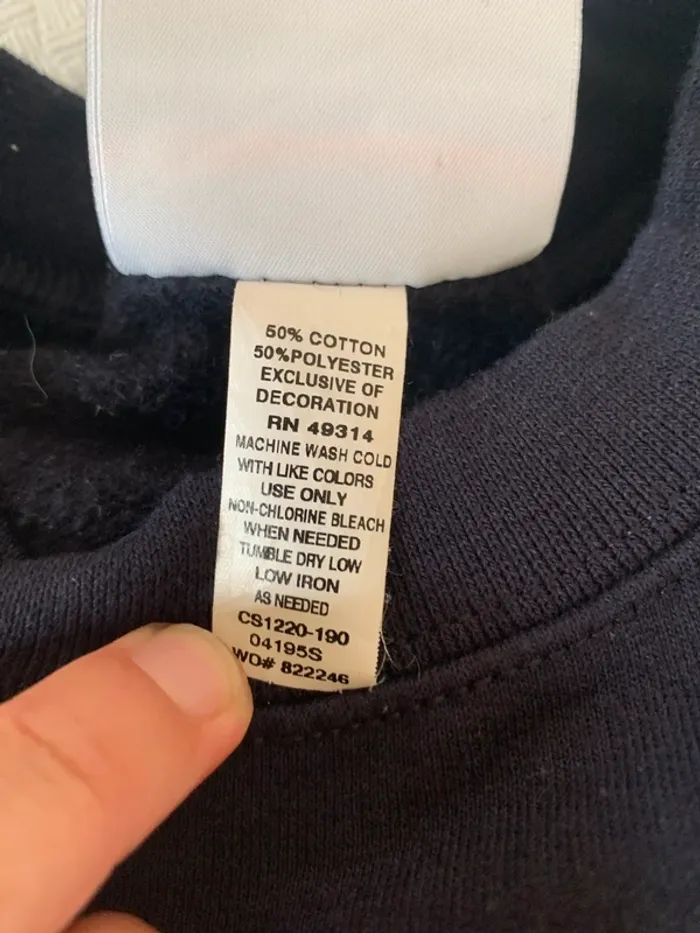 50% COTTON
50%POLYESTER
EXCLUSIVE OF
DECORATION
RN 49314
MACHINE WASH COLD
WITH LIKE COLORS
USE ONLY
NON-CHLORINE BLEACH
WHEN NEEDED
TUMBLE DRY LOW
LOW IRON
AS NEEDED
CS1220-190
04195S
WO# 822246